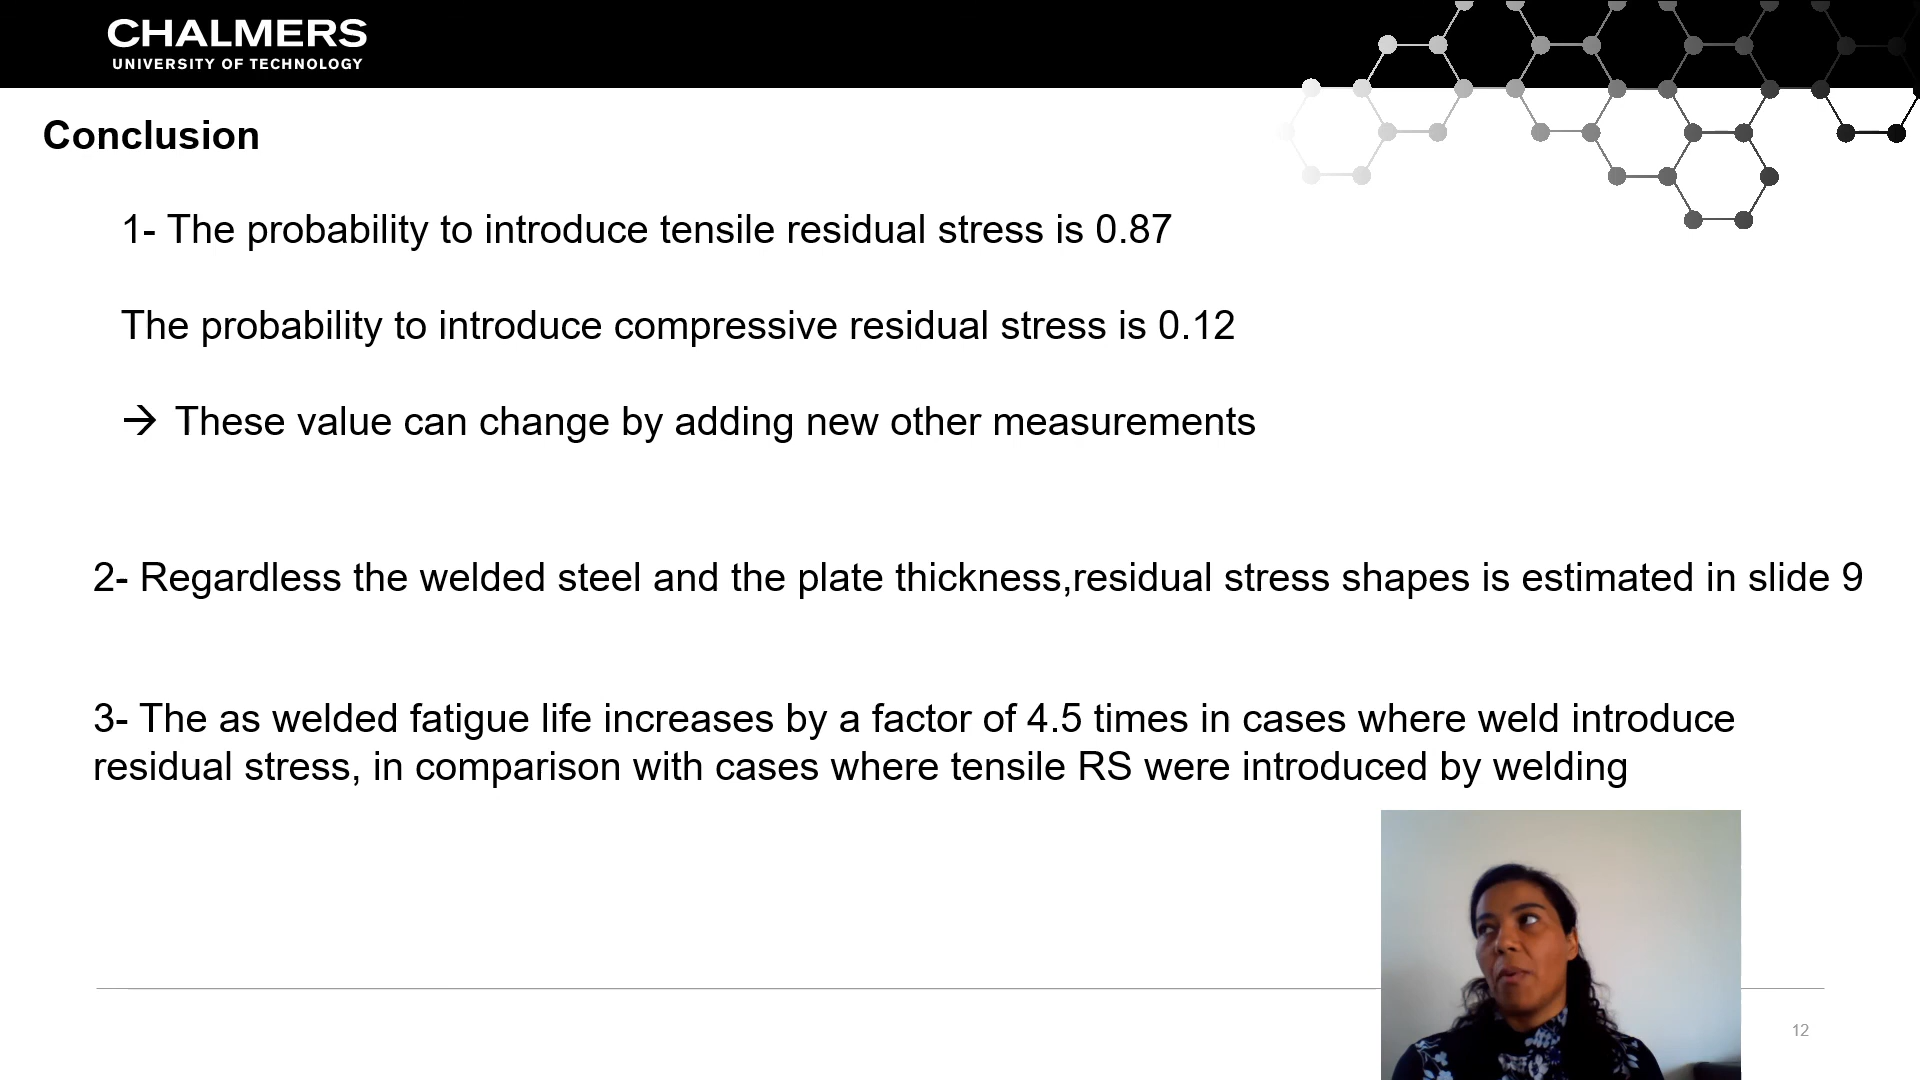 CHALMERS
UNIVERSITY OF TECHNOLOGY
Conclusion
1- The probability to introduce tensile residual stress is 0.87
The probability to introduce compressive residual stress is 0.12
→ These value can change by adding new other measurements
2- Regardless the welded steel and the plate thickness,residual stress shapes is estimated in slide 9
3- The as welded fatigue life increases by a factor of 4.5 times in cases where weld introduce
residual stress, in comparison with cases where tensile RS were introduced by welding
12